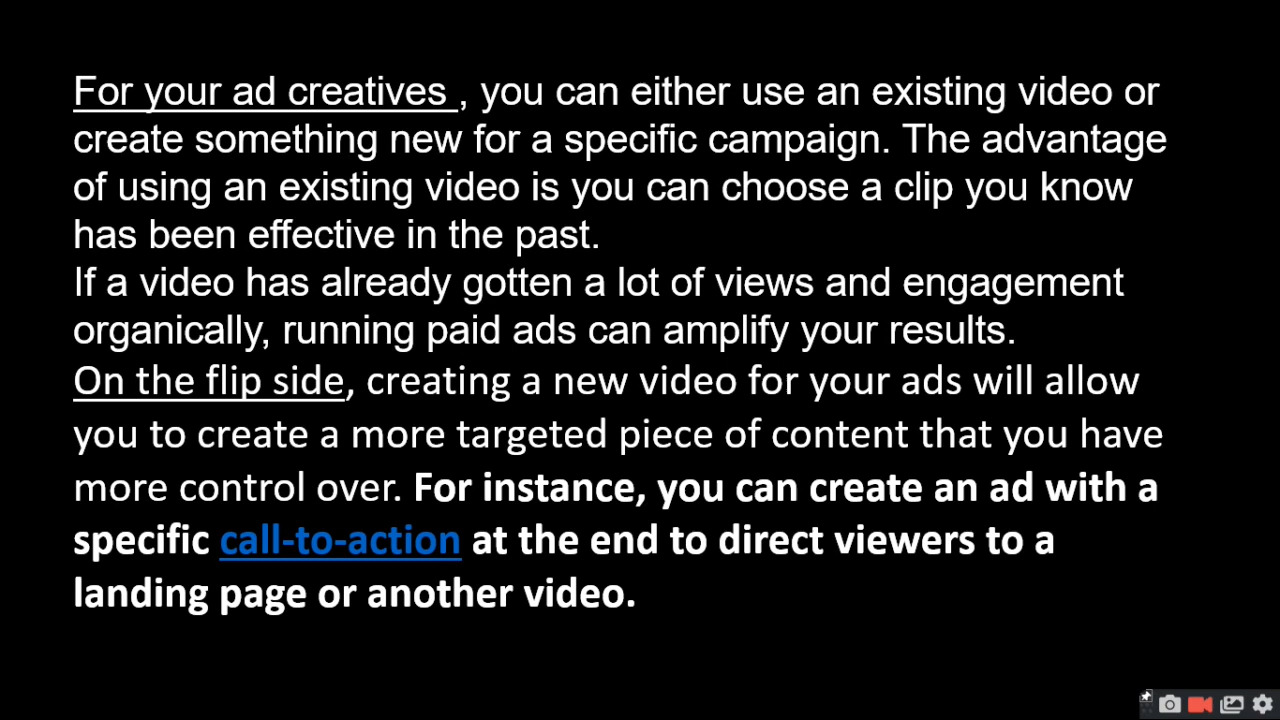 For your ad creatives , you can either use an existing video or
create something new for a specific campaign. The advantage
of using an existing video is you can choose a clip you know
has been effective in the past.
If a video has already gotten a lot of views and engagement
organically, running paid ads can amplify your results.
On the flip side, creating a new video for your ads will allow
you to create a more targeted piece of content that you have
more control over. For instance, you can create an ad with a
specific call-to-action at the end to direct viewers to a
landing page or another video.